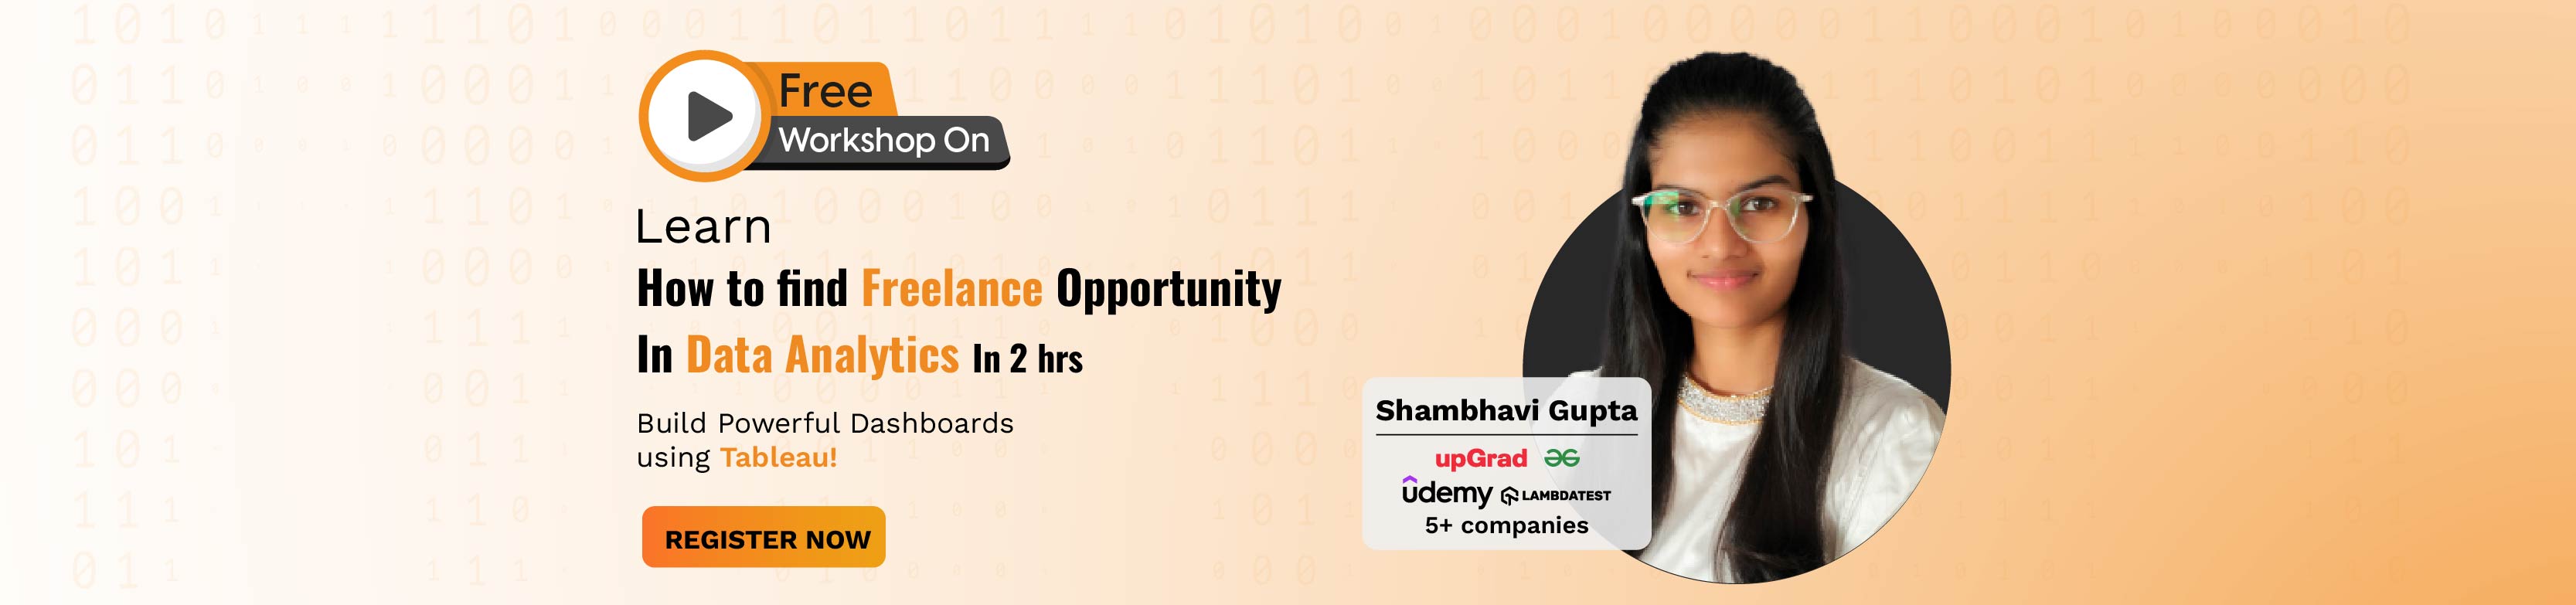 Free
Workshop On
Learn
How to find Freelance Opportunity
In Data Analytics In 2 hrs
Build Powerful Dashboards
using Tableau!
REGISTER NOW
Shambhavi Gupta
upGrad
udemy LAMBDATEST
5+ companies